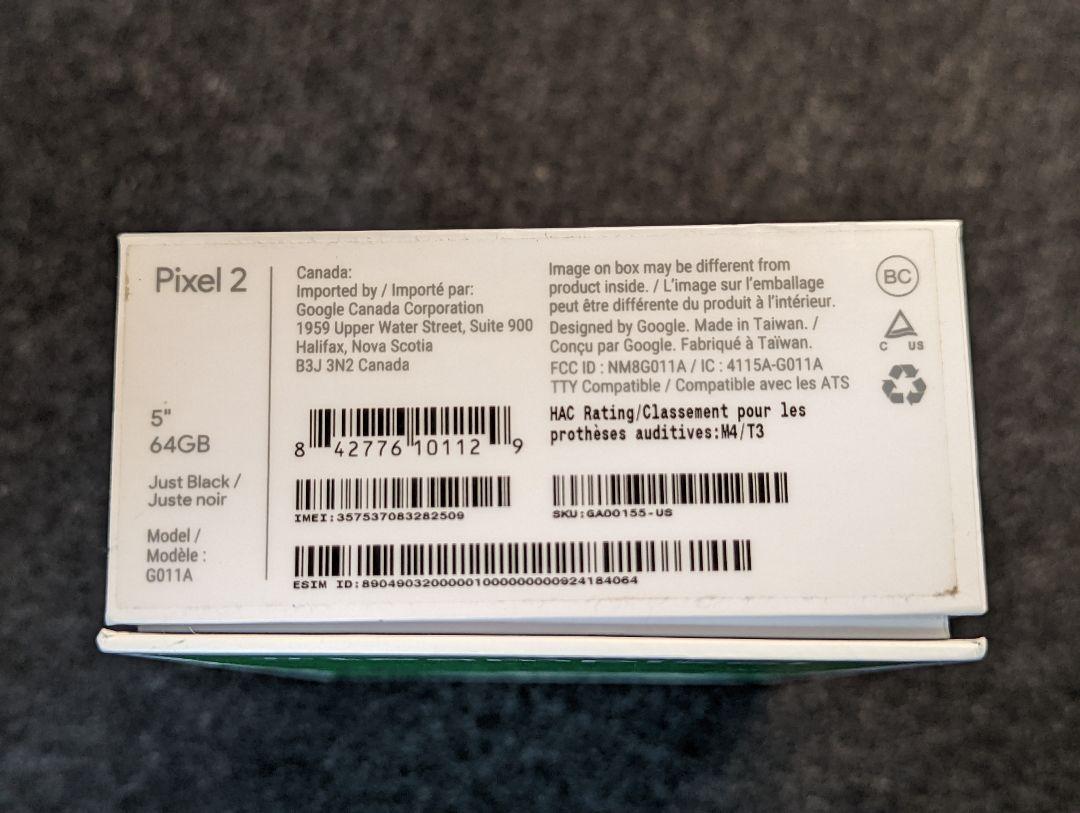 Pixel 2
5"
64GB
Just Black /
Juste noir
Model /
Modèle :
G011A
Canada:
Imported by / Importé par:
Google Canada Corporation
1959 Upper Water Street, Suite 900
Halifax, Nova Scotia
B3J 3N2 Canada
8 42776 10112 9
IMEI:357537083282509
ESIM ID:89049032000001000000000924184064
Image on box may be different from
product inside. / L'image sur l'emballage
peut être différente du produit à l'intérieur.
Designed by Google. Made in Taiwan. /
Conçu par Google. Fabriqué à Taïwan.
FCC ID : NM8G011A / IC : 4115A-G011A
TTY Compatible / Compatible avec les ATS
HAC Rating/Classement pour les
prothèses auditives:M4/T3
SKU:GA00155-US
BC
C US